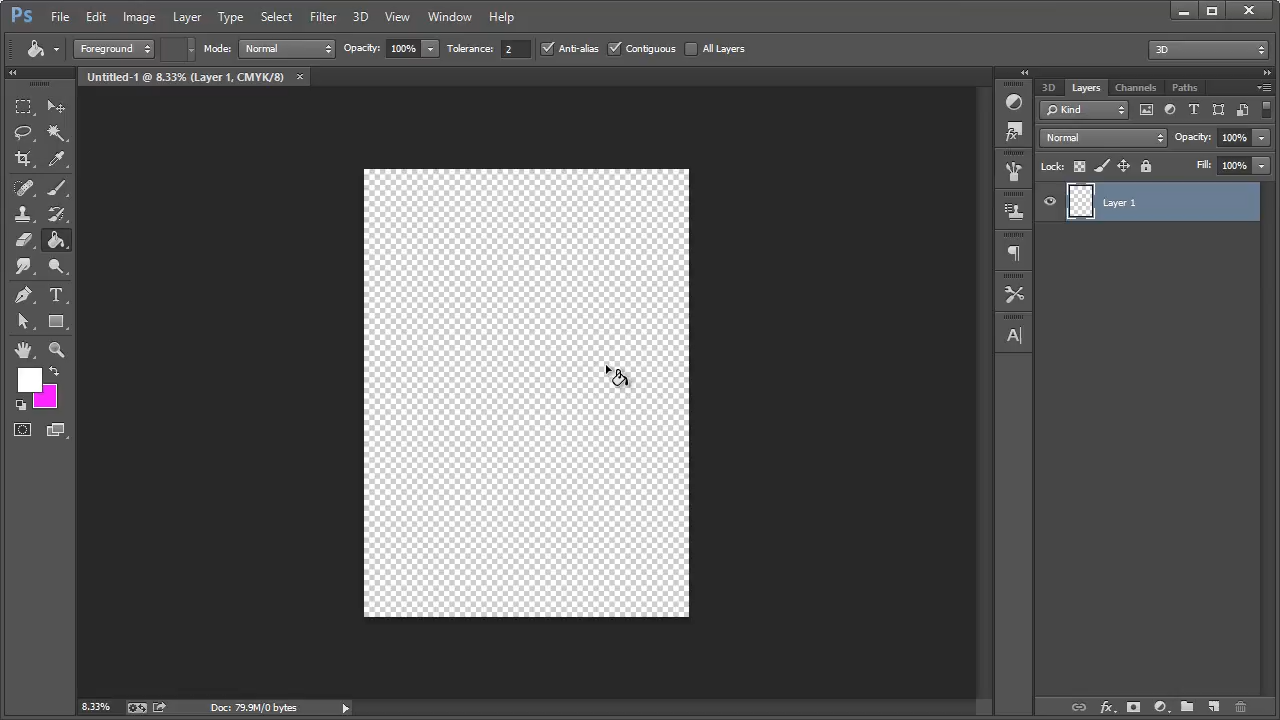 Ps File Edit Image Layer Type Select Filter 3D View Window Help
Foreground Mode: Normal Opacity: 100% Tolerance: 2 Anti-alias Contiguous All Layers 3D
Untitled-1 @ 8.33% (Layer 1, CMYK/8) ×
3D Layers Channels Paths
Kind T
Normal Opacity: 100%
Lock: Fill: 100%
Layer 1
fx
T
A|
8.33% Doc: 79.9M/0 bytes
fx